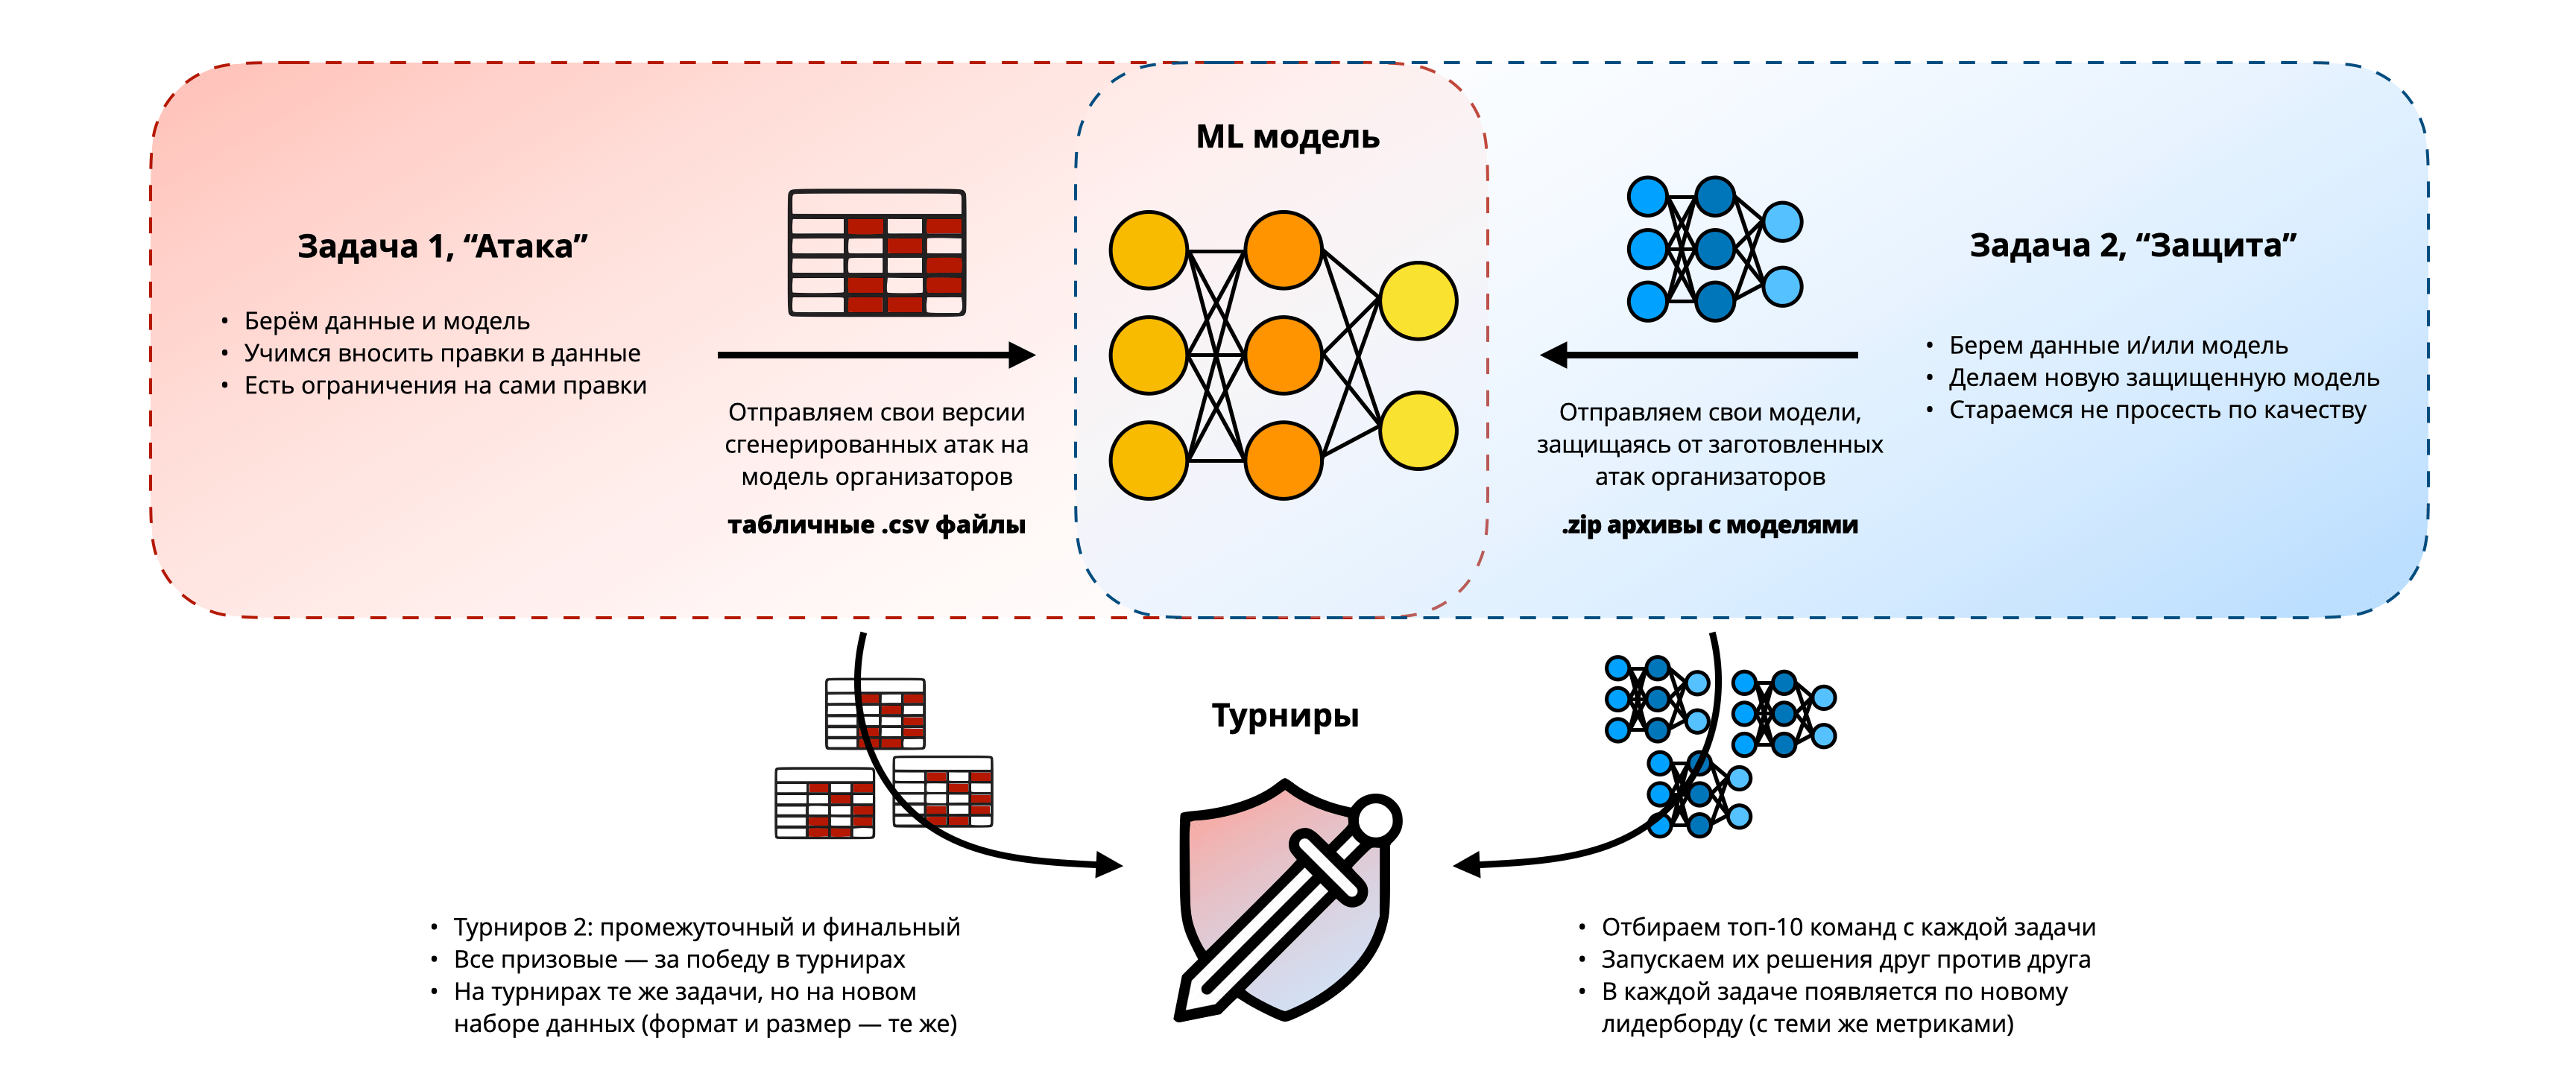 ML модель
Задача 1, “Атака”
• Берём данные и модель
• Учимся вносить правки в данные
• Есть ограничения на сами правки
Отправляем свои версии
сгенерированных атак на
модель организаторов
табличные .csv файлы
Отправляем свои модели,
защищаясь от заготовленных
атак организаторов
.zip архивы с моделями
Задача 2, “Защита”
• Берем данные и/или модель
• Делаем новую защищенную модель
• Стараемся не просесть по качеству
Турниры
• Турниров 2: промежуточный и финальный
• Все призовые — за победу в турнирах
• На турнирах те же задачи, но на новом
наборе данных (формат и размер — те же)
• Отбираем топ-10 команд с каждой задачи
• Запускаем их решения друг против друга
• В каждой задаче появляется по новому
лидерборду (с теми же метриками)